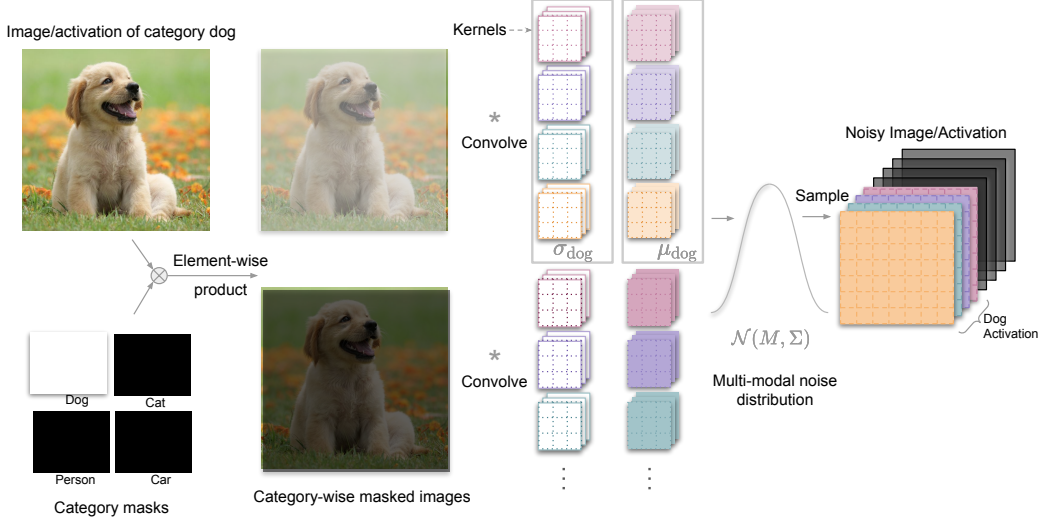 Image/activation of category dog
Kernels
*
Convolve
σdog
μdog
Element-wise
product
*
Convolve
Dog
Cat
Person
Car
Category masks
Category-wise masked images
N(M, Σ)
Multi-modal noise
distribution
Sample
Noisy Image/Activation
Dog
Activation